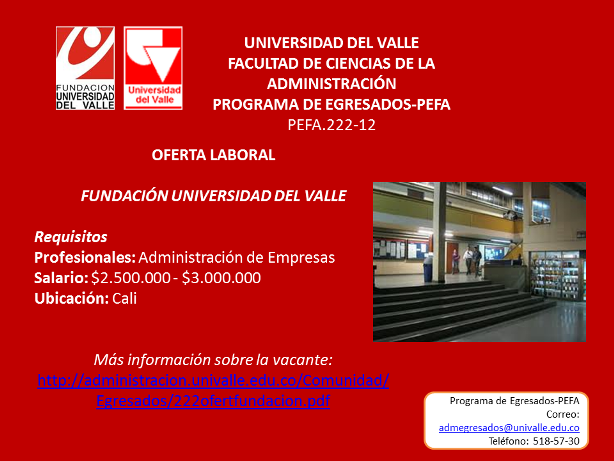 FUNDACION
UNIVERSIDAD
DEL VALLE
Universidad
del Valle
UNIVERSIDAD DEL VALLE
FACULTAD DE CIENCIAS DE LA
ADMINISTRACIÓN
PROGRAMA DE EGRESADOS-PEFA
PEFA.222-12
OFERTA LABORAL
FUNDACIÓN UNIVERSIDAD DEL VALLE
Requisitos
Profesionales: Administración de Empresas
Salario: $2.500.000 - $3.000.000
Ubicación: Cali
Más información sobre la vacante:
http://administracion.univalle.edu.co/Comunidad/
Egresados/222ofertfundacion.pdf
Programa de Egresados-PEFA
Correo:
admegresados@univalle.edu.co
Teléfono: 518-57-30